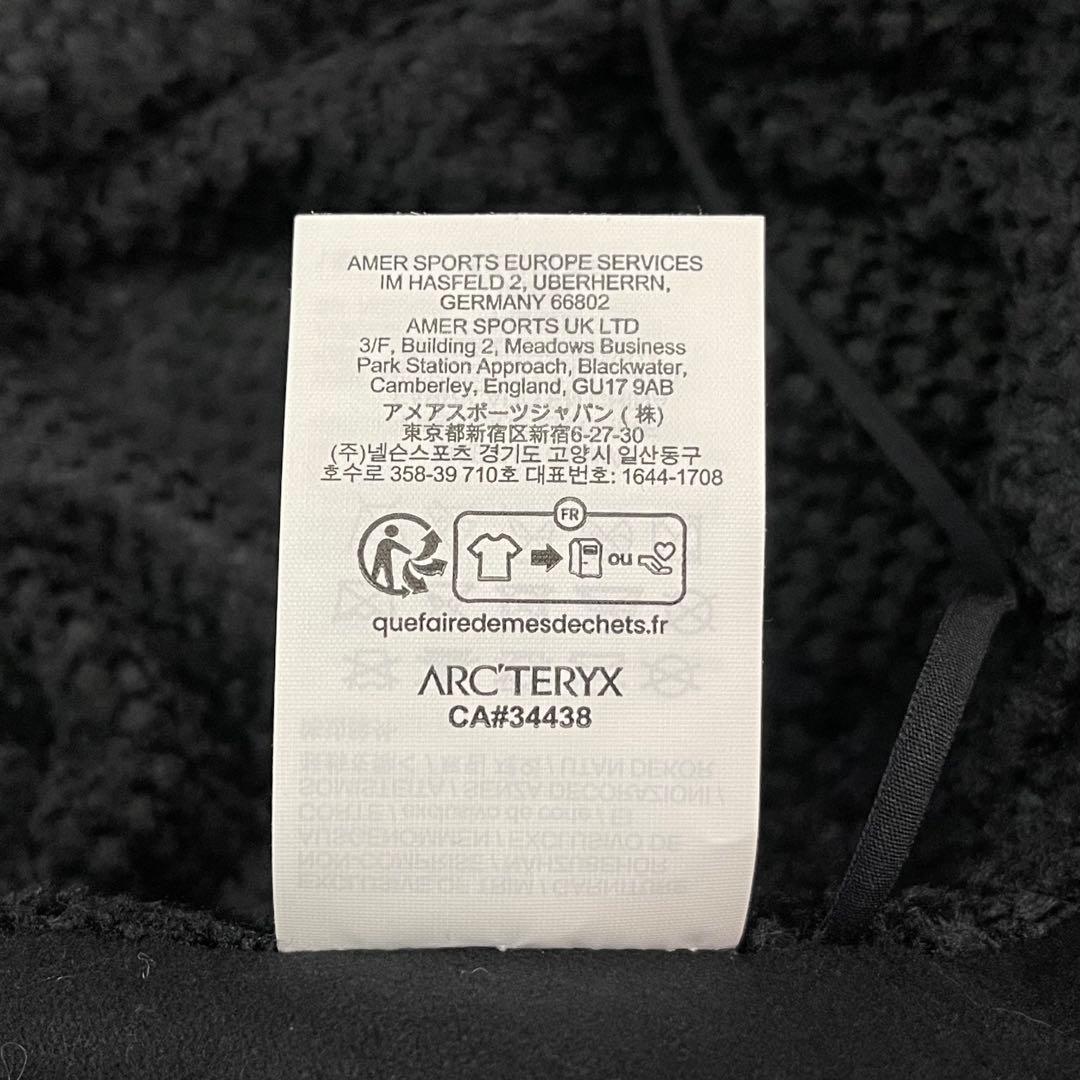 AMER SPORTS EUROPE SERVICES
IM HASFELD 2, UBERHERRN,
GERMANY 66802
AMER SPORTS UK LTD
3/F, Building 2, Meadows Business
Park Station Approach, Blackwater,
Camberley, England, GU17 9AB
アメアスポーツジャパン (株)
東京都新宿区新宿6-27-30
(주)넬슨스포츠 경기도 고양시 일산동구
호수로 358-39 710호 대표번호: 1644-1708
FR
ou
quefairedemesdechets.fr
ARC'TERYX
CA#34438